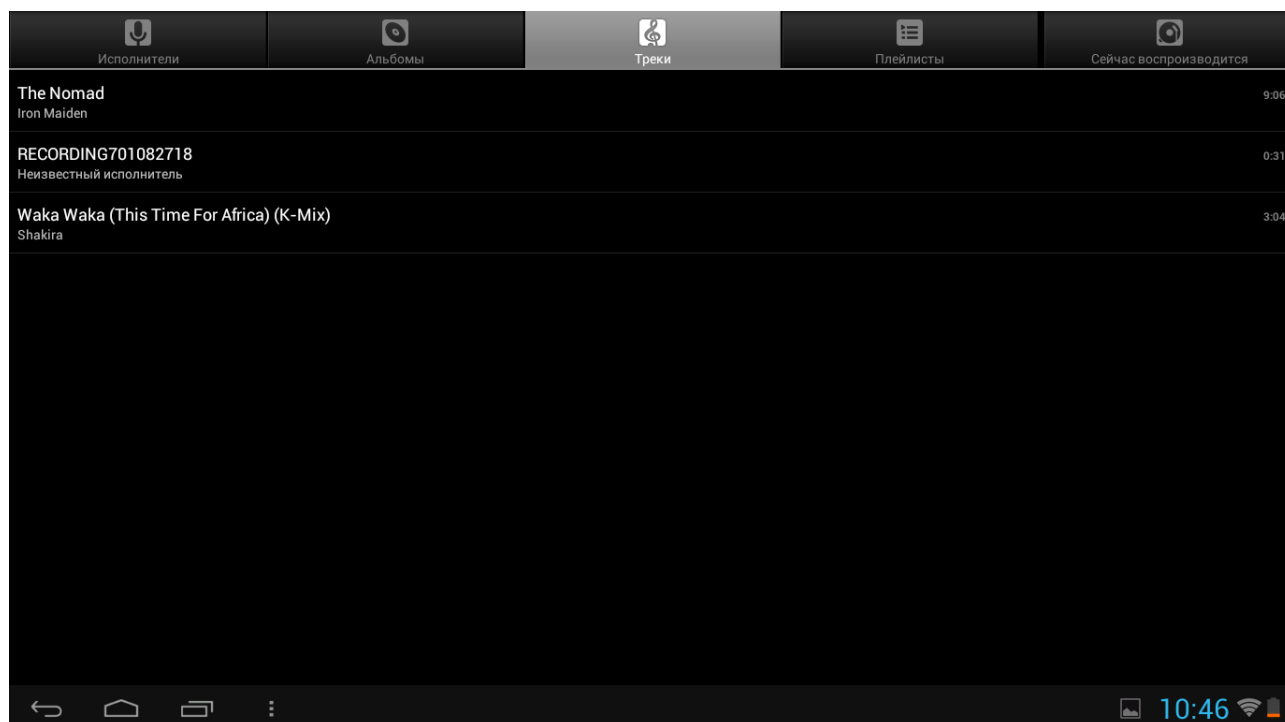 Исполнители
Альбомы
Треки
Плейлисты
Сейчас воспроизводится
The Nomad
9:06
Iron Maiden
RECORDING701082718
0:31
Неизвестный исполнитель
Waka Waka (This Time For Africa) (K-Mix)
3:04
Shakira
10:46